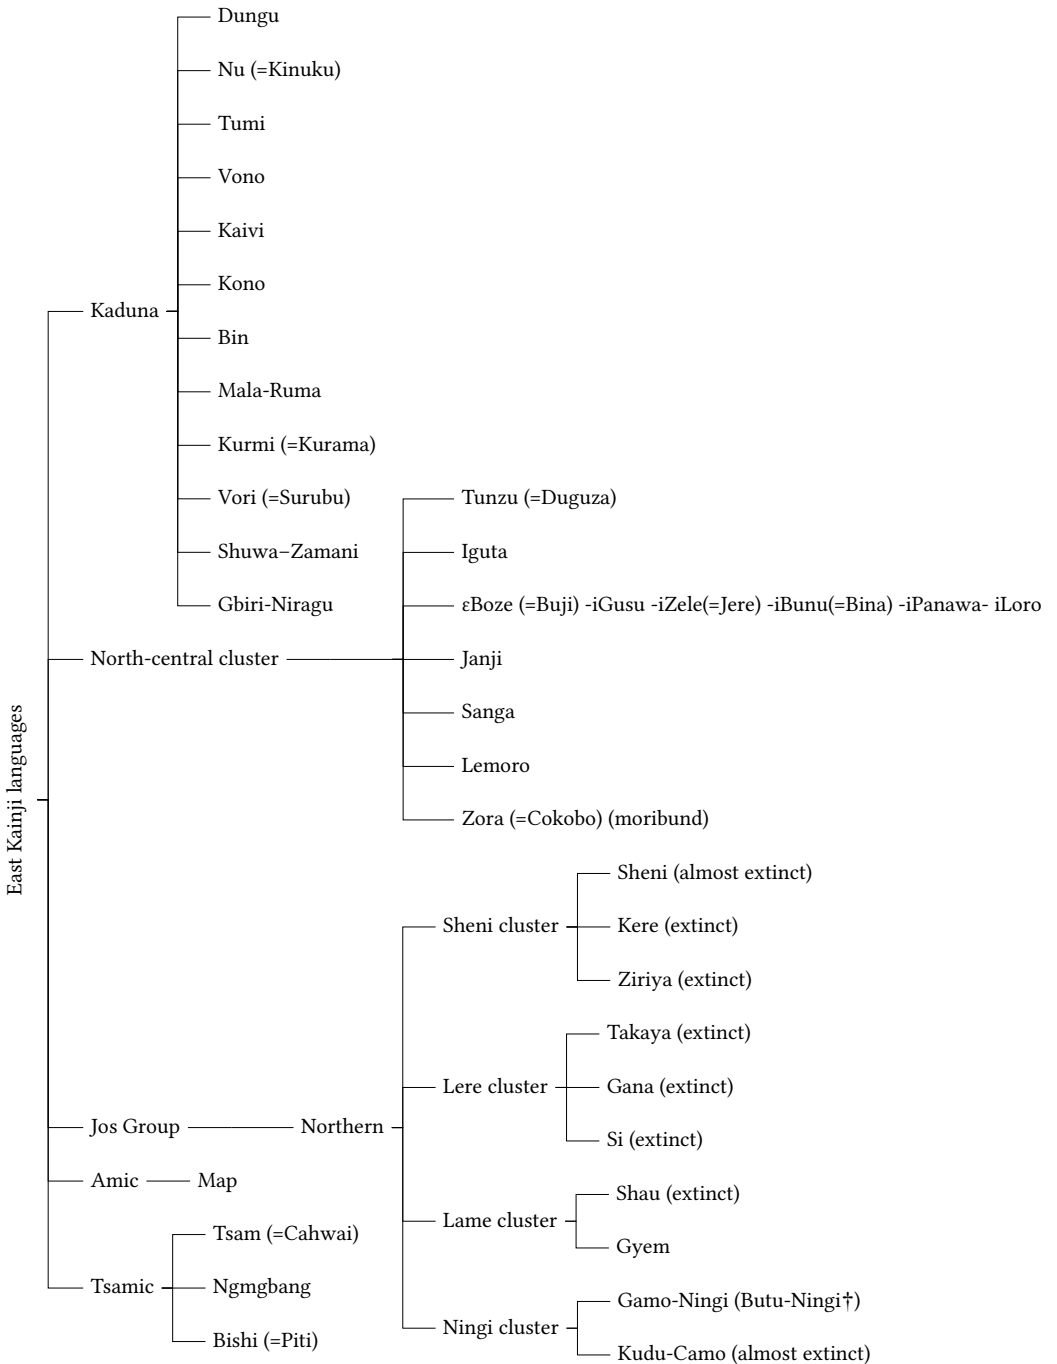 Dungu
Nu (=Kinuku)
Tumi
Vono
Kaivi
Kono
Kaduna
Bin
Mala-Ruma
Kurmi (=Kurama)
Vori (=Surubu)
Tunzu (=Duguza)
Shuwa–Zamani
Iguta
Gbiri-Niragu
εBoze (=Buji) -iGusu -iZele(=Jere) -iBunu(=Bina) -iPanawa- iLoro
North-central cluster
Janji
Sanga
Lemoro
East Kainji languages
Zora (=Cokobo) (moribund)
Sheni (almost extinct)
Sheni cluster
Kere (extinct)
Ziriya (extinct)
Takaya (extinct)
Lere cluster
Gana (extinct)
Jos Group
Northern
Si (extinct)
Amic
Map
Shau (extinct)
Lame cluster
Tsam (=Cahwai)
Gyem
Tsamic
Ngmgbang
Gamo-Ningi (Butu-Ningi†)
Ningi cluster
Bishi (=Piti)
Kudu-Camo (almost extinct)